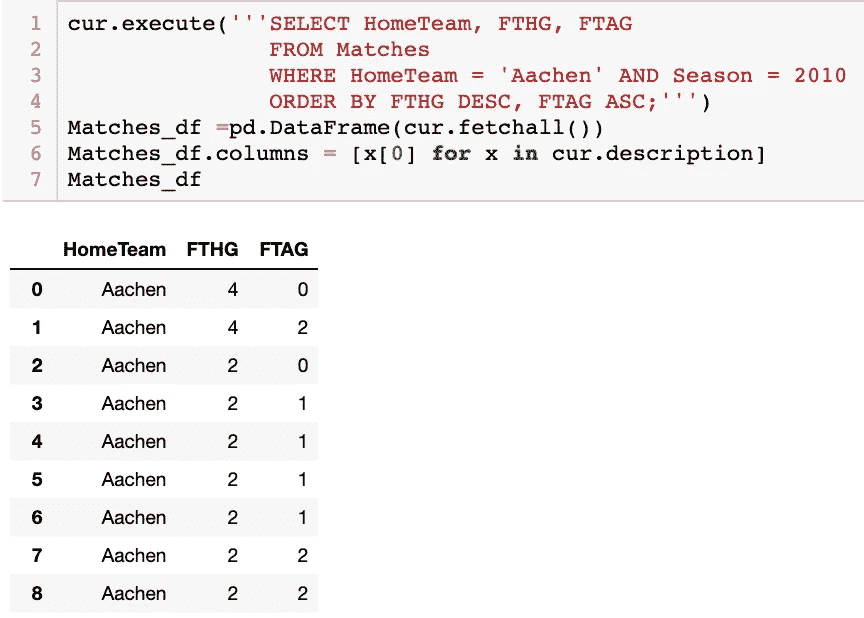 1 cur.execute('''SELECT HomeTeam, FTHG, FTAG
2 FROM Matches
3 WHERE HomeTeam = 'Aachen' AND Season = 2010
4 ORDER BY FTHG DESC, FTAG ASC;''')
5 Matches_df =pd.DataFrame(cur.fetchall())
6 Matches_df.columns = [x[0] for x in cur.description]
7 Matches_df
HomeTeam FTHG FTAG
0 Aachen 4 0
1 Aachen 4 2
2 Aachen 2 0
3 Aachen 2 1
4 Aachen 2 1
5 Aachen 2 1
6 Aachen 2 1
7 Aachen 2 2
8 Aachen 2 2